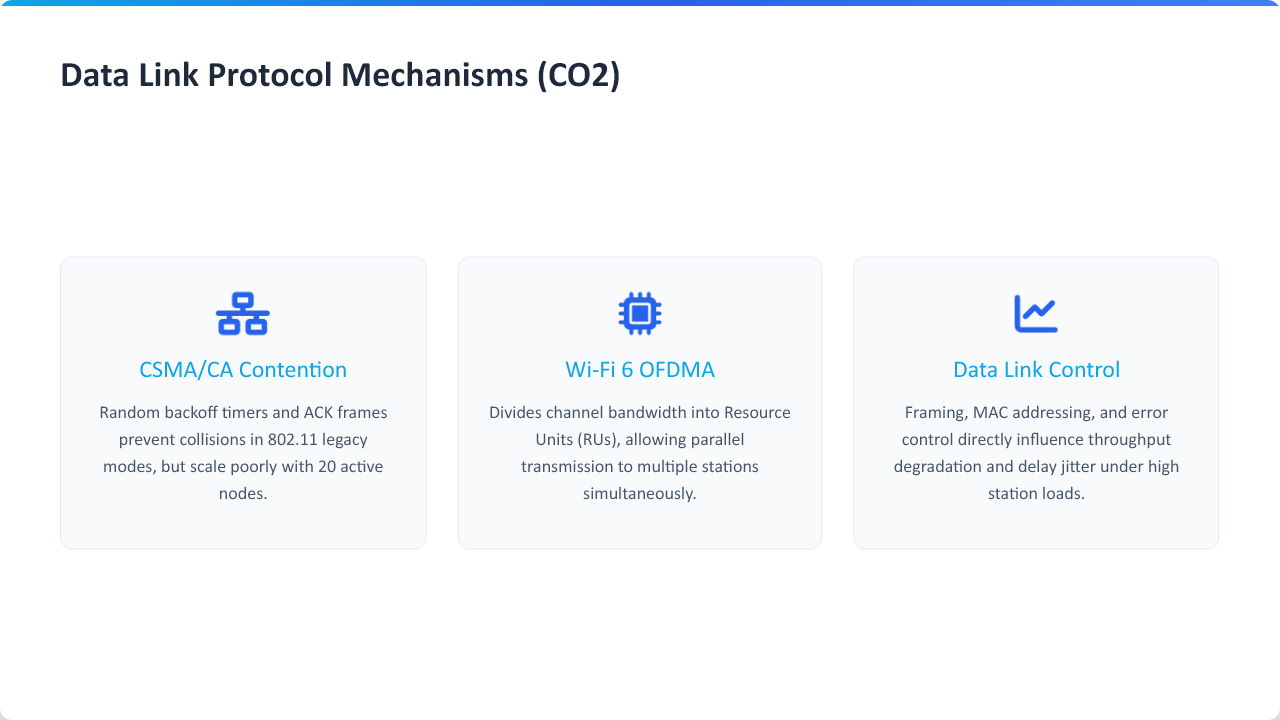 Data Link Protocol Mechanisms (CO2)
CSMA/CA Contention
Random backoff timers and ACK frames
prevent collisions in 802.11 legacy
modes, but scale poorly with 20 active
nodes.
Wi-Fi 6 OFDMA
Divides channel bandwidth into Resource
Units (RUs), allowing parallel
transmission to multiple stations
simultaneously.
Data Link Control
Framing, MAC addressing, and error
control directly influence throughput
degradation and delay jitter under high
station loads.